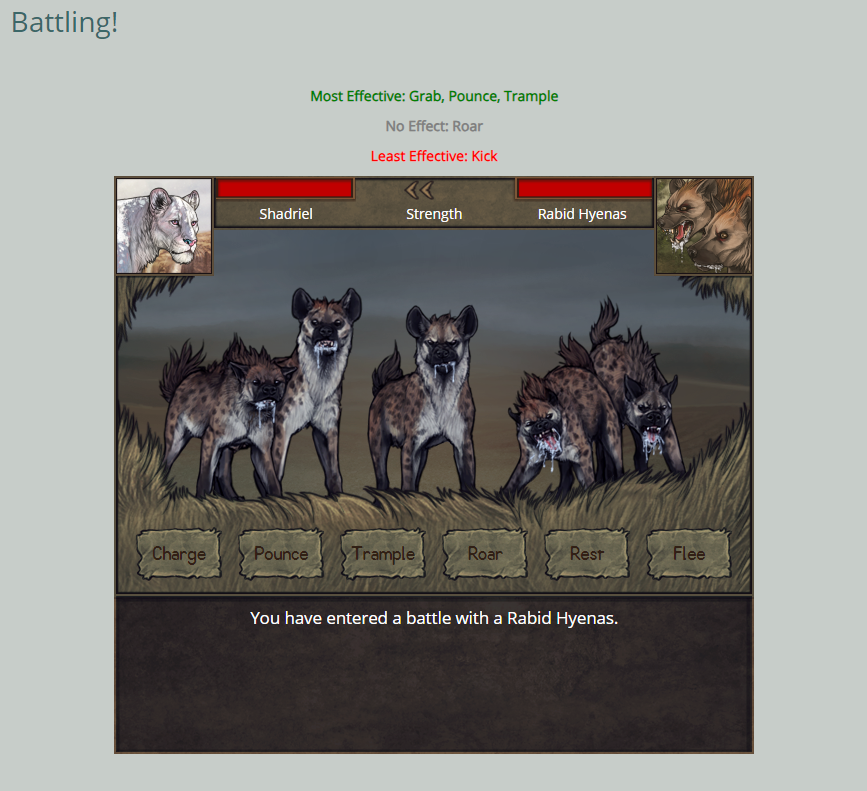 Battling!
Most Effective: Grab, Pounce, Trample
No Effect: Roar
Least Effective: Kick
Shadriel Strength Rabid Hyenas
Charge Pounce Trample Roar Rest Flee
You have entered a battle with a Rabid Hyenas.